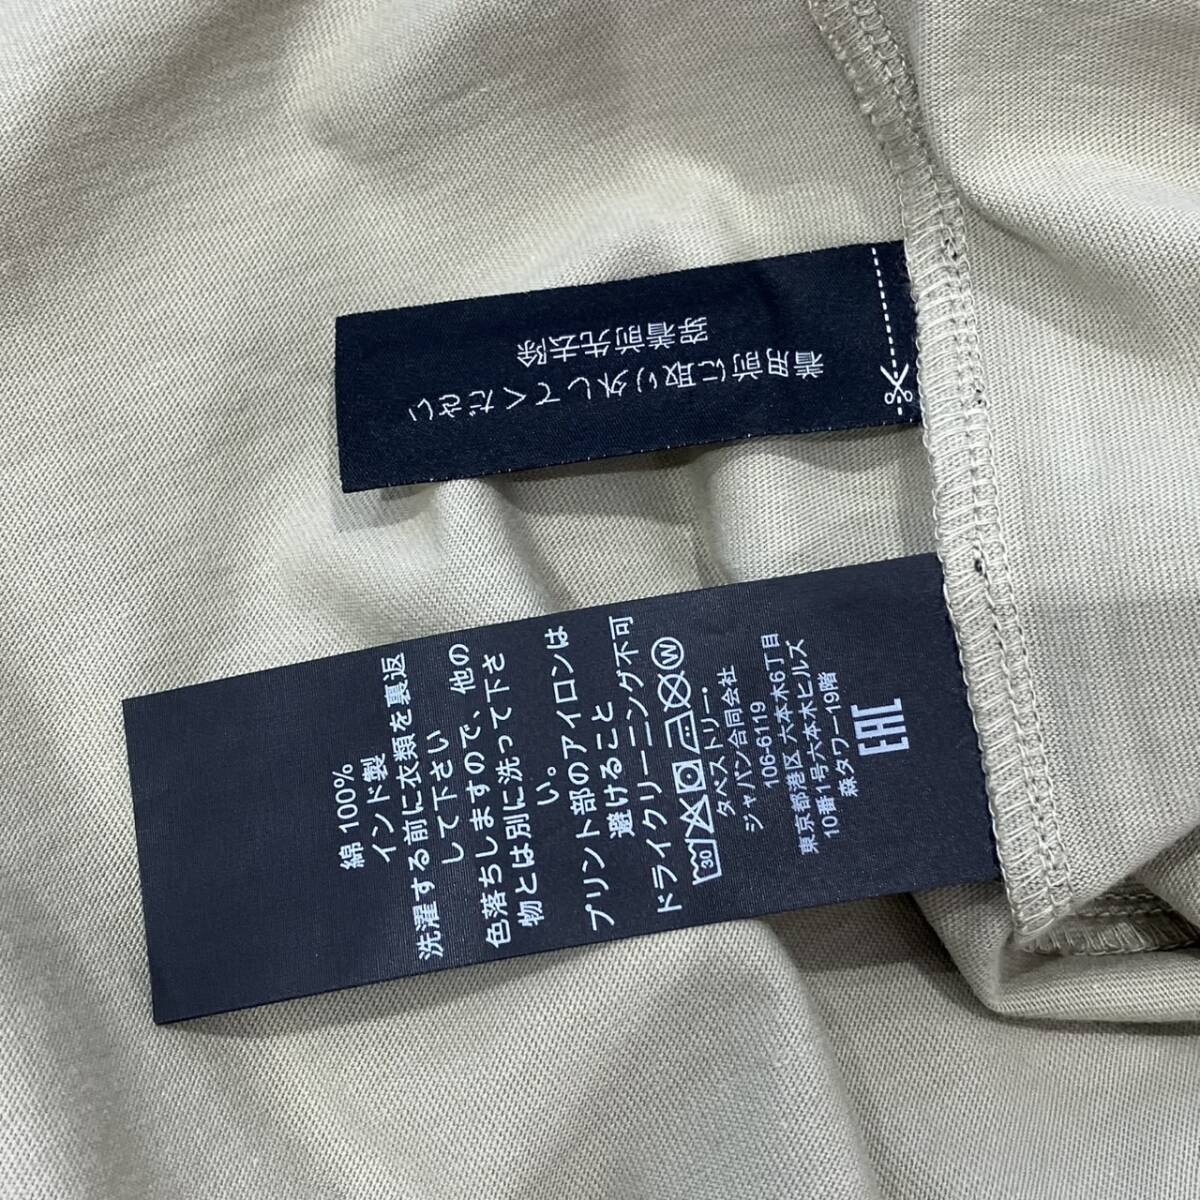 着用前に取り外してください
穿着前先去除
綿 100%
インド製
洗濯する前に衣類を裏返
して下さい
色落ちしますので、他の
物とは別に洗って下さ
い。
プリント部のアイロンは
避けること
ドライクリーニング不可
30 W
タペストリー・
ジャパン合同会社
106-6119
東京都港区 六本木6丁目
10番1号六本木ヒルズ
森タワー19階
EAC